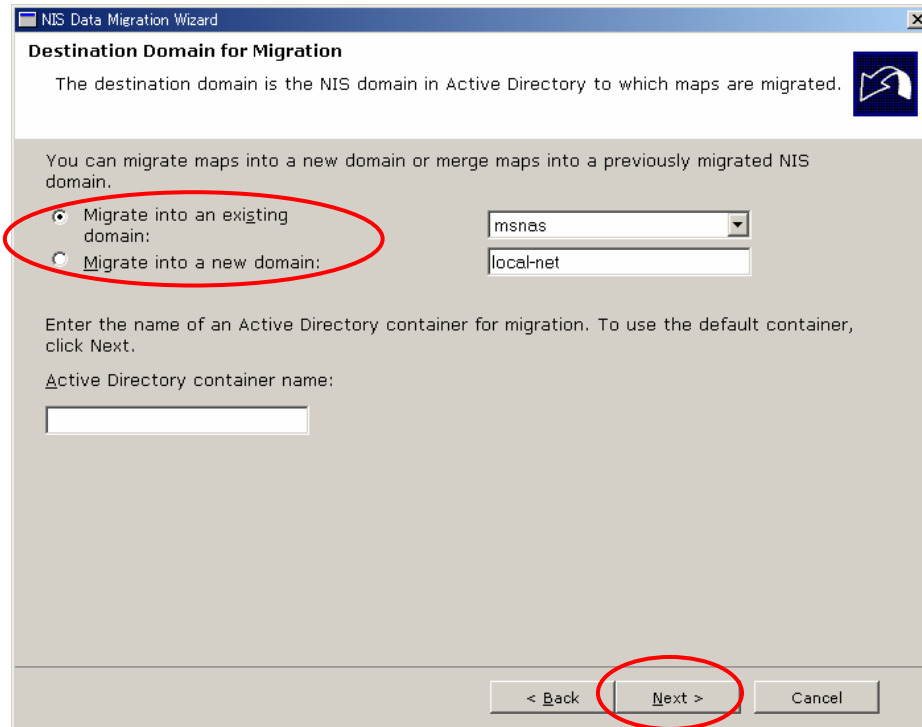 NIS Data Migration Wizard
Destination Domain for Migration
The destination domain is the NIS domain in Active Directory to which maps are migrated.
You can migrate maps into a new domain or merge maps into a previously migrated NIS
domain.
Migrate into an existing
domain:
msnas
Migrate into a new domain:
local-net
Enter the name of an Active Directory container for migration. To use the default container,
click Next.
Active Directory container name:
< Back
Next >
Cancel